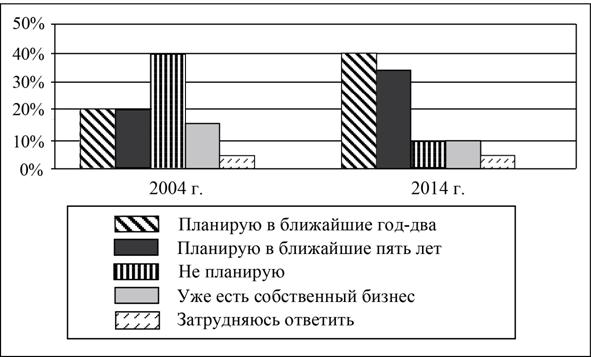 50%
40%
30%
20%
10%
0%
2004 г.
2014 г.
Планирую в ближайшие год-два
Планирую в ближайшие пять лет
Не планирую
Уже есть собственный бизнес
Затрудняюсь ответить